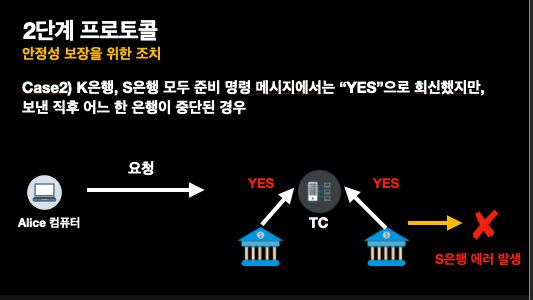 2단계 프로토콜
안정성 보장을 위한 조치
Case2) K은행, S은행 모두 준비 명령 메시지에서는 “YES”으로 회신했지만,
보낸 직후 어느 한 은행이 중단된 경우
요청
YES
YES
Alice 컴퓨터
TC
S은행 에러 발생